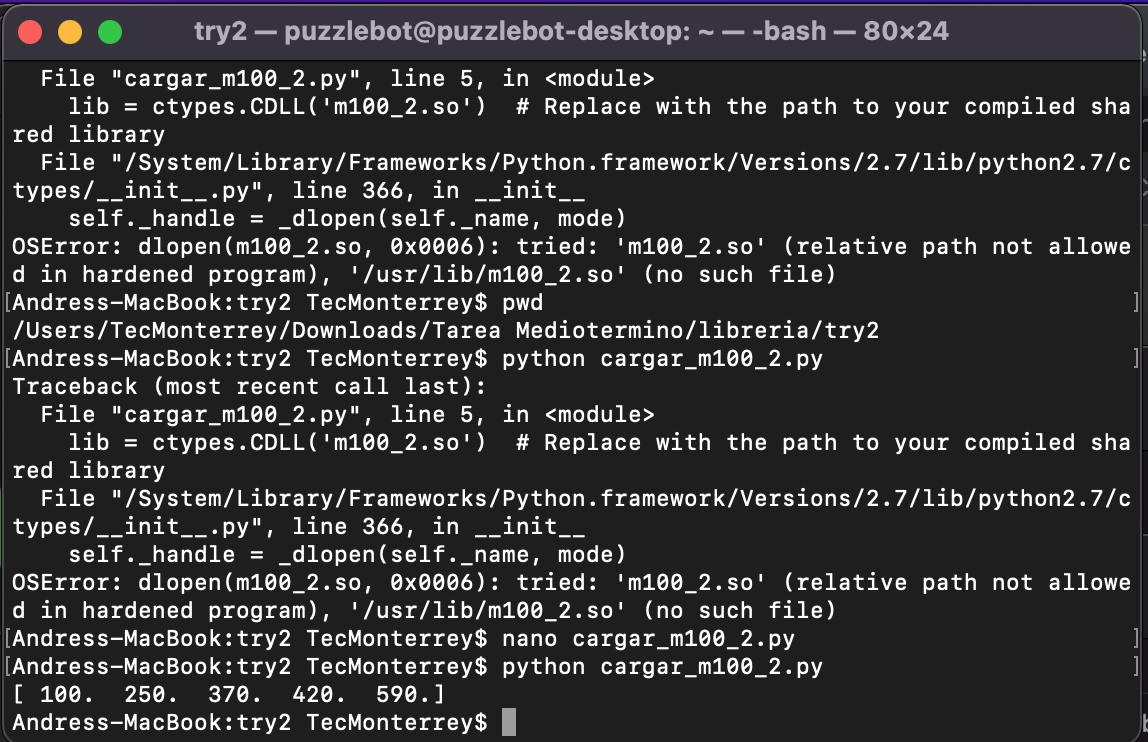 try2 — puzzlebot@puzzlebot-desktop: ~ — -bash — 80×24
  File "cargar_m100_2.py", line 5, in <module>
    lib = ctypes.CDLL('m100_2.so')  # Replace with the path to your compiled sha
red library
  File "/System/Library/Frameworks/Python.framework/Versions/2.7/lib/python2.7/c
types/__init__.py", line 366, in __init__
    self._handle = _dlopen(self._name, mode)
OSError: dlopen(m100_2.so, 0x0006): tried: 'm100_2.so' (relative path not allowe
d in hardened program), '/usr/lib/m100_2.so' (no such file)
[Andress-MacBook:try2 TecMonterrey$ pwd                                         ]
/Users/TecMonterrey/Downloads/Tarea Mediotermino/libreria/try2
[Andress-MacBook:try2 TecMonterrey$ python cargar_m100_2.py                     ]
Traceback (most recent call last):
  File "cargar_m100_2.py", line 5, in <module>
    lib = ctypes.CDLL('m100_2.so')  # Replace with the path to your compiled sha
red library
  File "/System/Library/Frameworks/Python.framework/Versions/2.7/lib/python2.7/c
types/__init__.py", line 366, in __init__
    self._handle = _dlopen(self._name, mode)
OSError: dlopen(m100_2.so, 0x0006): tried: 'm100_2.so' (relative path not allowe
d in hardened program), '/usr/lib/m100_2.so' (no such file)
[Andress-MacBook:try2 TecMonterrey$ nano cargar_m100_2.py                       ]
[Andress-MacBook:try2 TecMonterrey$ python cargar_m100_2.py                     ]
[ 100.  250.  370.  420.  590.]
Andress-MacBook:try2 TecMonterrey$